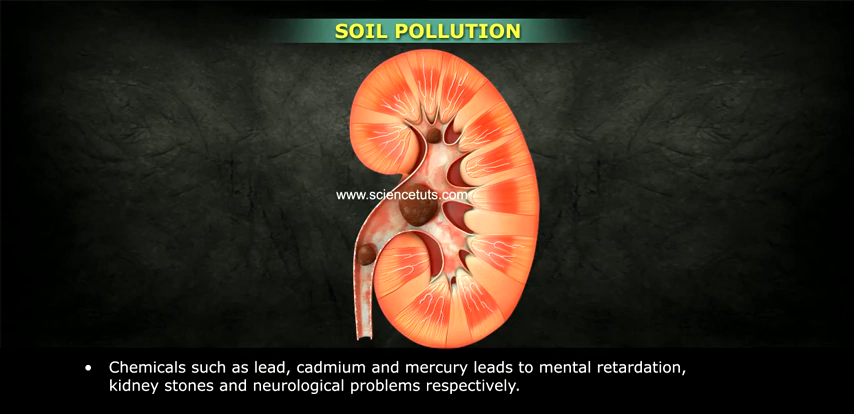 SOIL POLLUTION
www.sciencetuts.com
• Chemicals such as lead, cadmium and mercury leads to mental retardation,
kidney stones and neurological problems respectively.